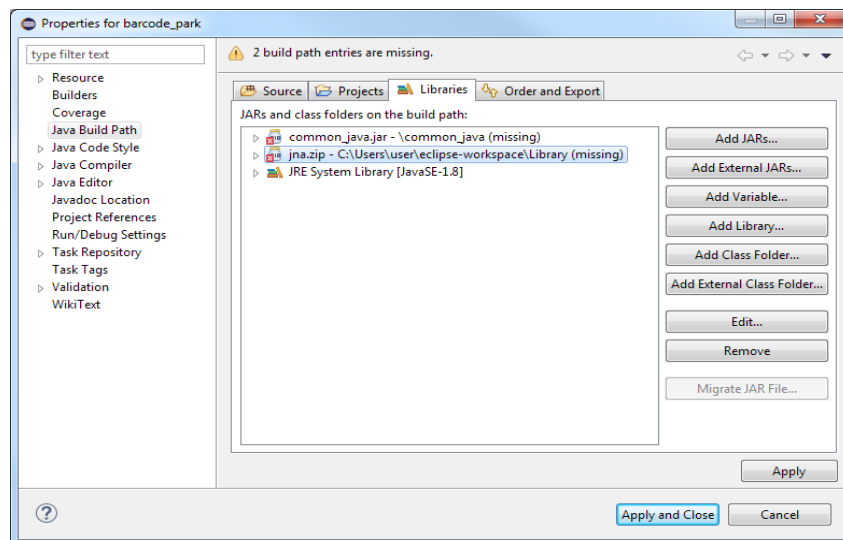 Properties for barcode_park
type filter text
2 build path entries are missing.
Resource
Builders
Coverage
Java Build Path
Java Code Style
Java Compiler
Java Editor
Javadoc Location
Project References
Run/Debug Settings
Task Repository
Task Tags
Validation
WikiText
Source
Projects
Libraries
Order and Export
JARs and class folders on the build path:
common_java.jar - \common_java (missing)
jna.zip - C:\Users\user\eclipse-workspace\Library (missing)
JRE System Library [JavaSE-1.8]
Add JARs...
Add External JARs...
Add Variable...
Add Library...
Add Class Folder...
Add External Class Folder...
Edit...
Remove
Migrate JAR File...
Apply
Apply and Close
Cancel